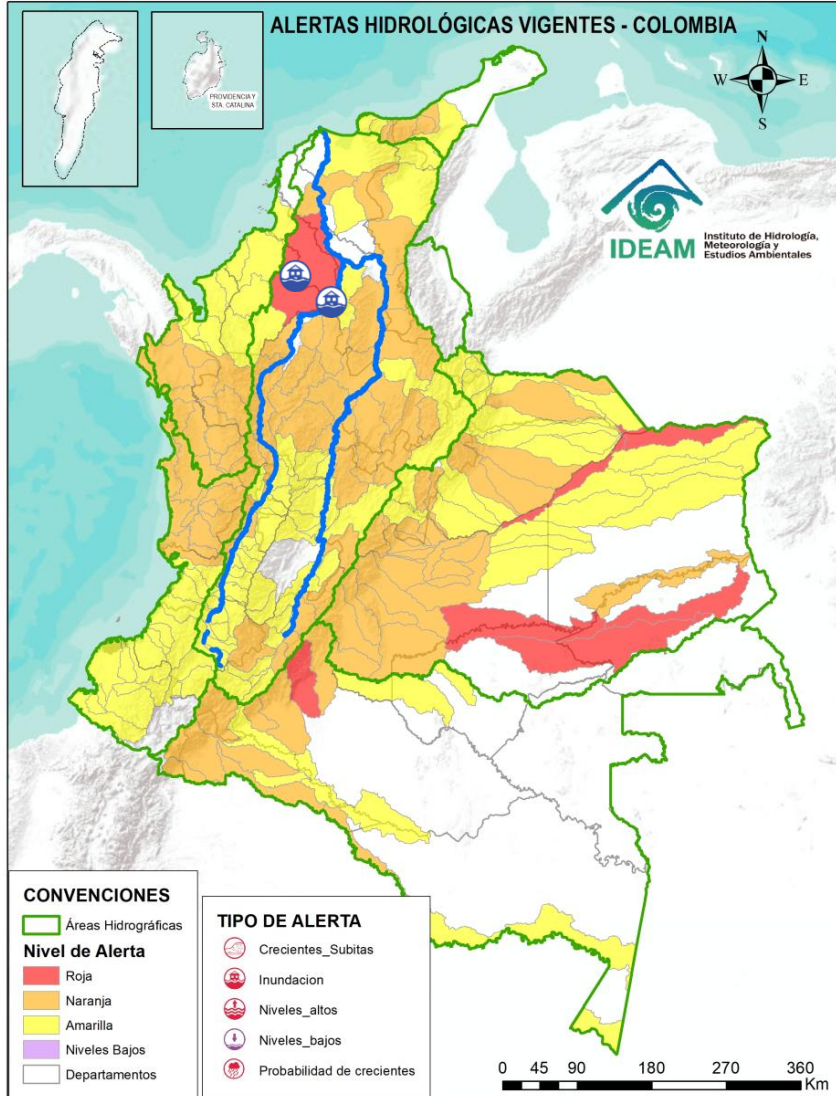 ALERTAS HIDROLÓGICAS VIGENTES - COLOMBIA
PROVIDENCIA Y
STA. CATALINA
N
W
E
S
IDEAM
Instituto de Hidrología,
Meteorología y
Estudios Ambientales
CONVENCIONES
Áreas Hidrográficas
Nivel de Alerta
Roja
Naranja
Amarilla
Niveles Bajos
Departamentos
TIPO DE ALERTA
Crecientes_Subitas
Inundacion
Niveles_altos
Niveles_bajos
Probabilidad de crecientes
0 45 90 180 270 360
Km